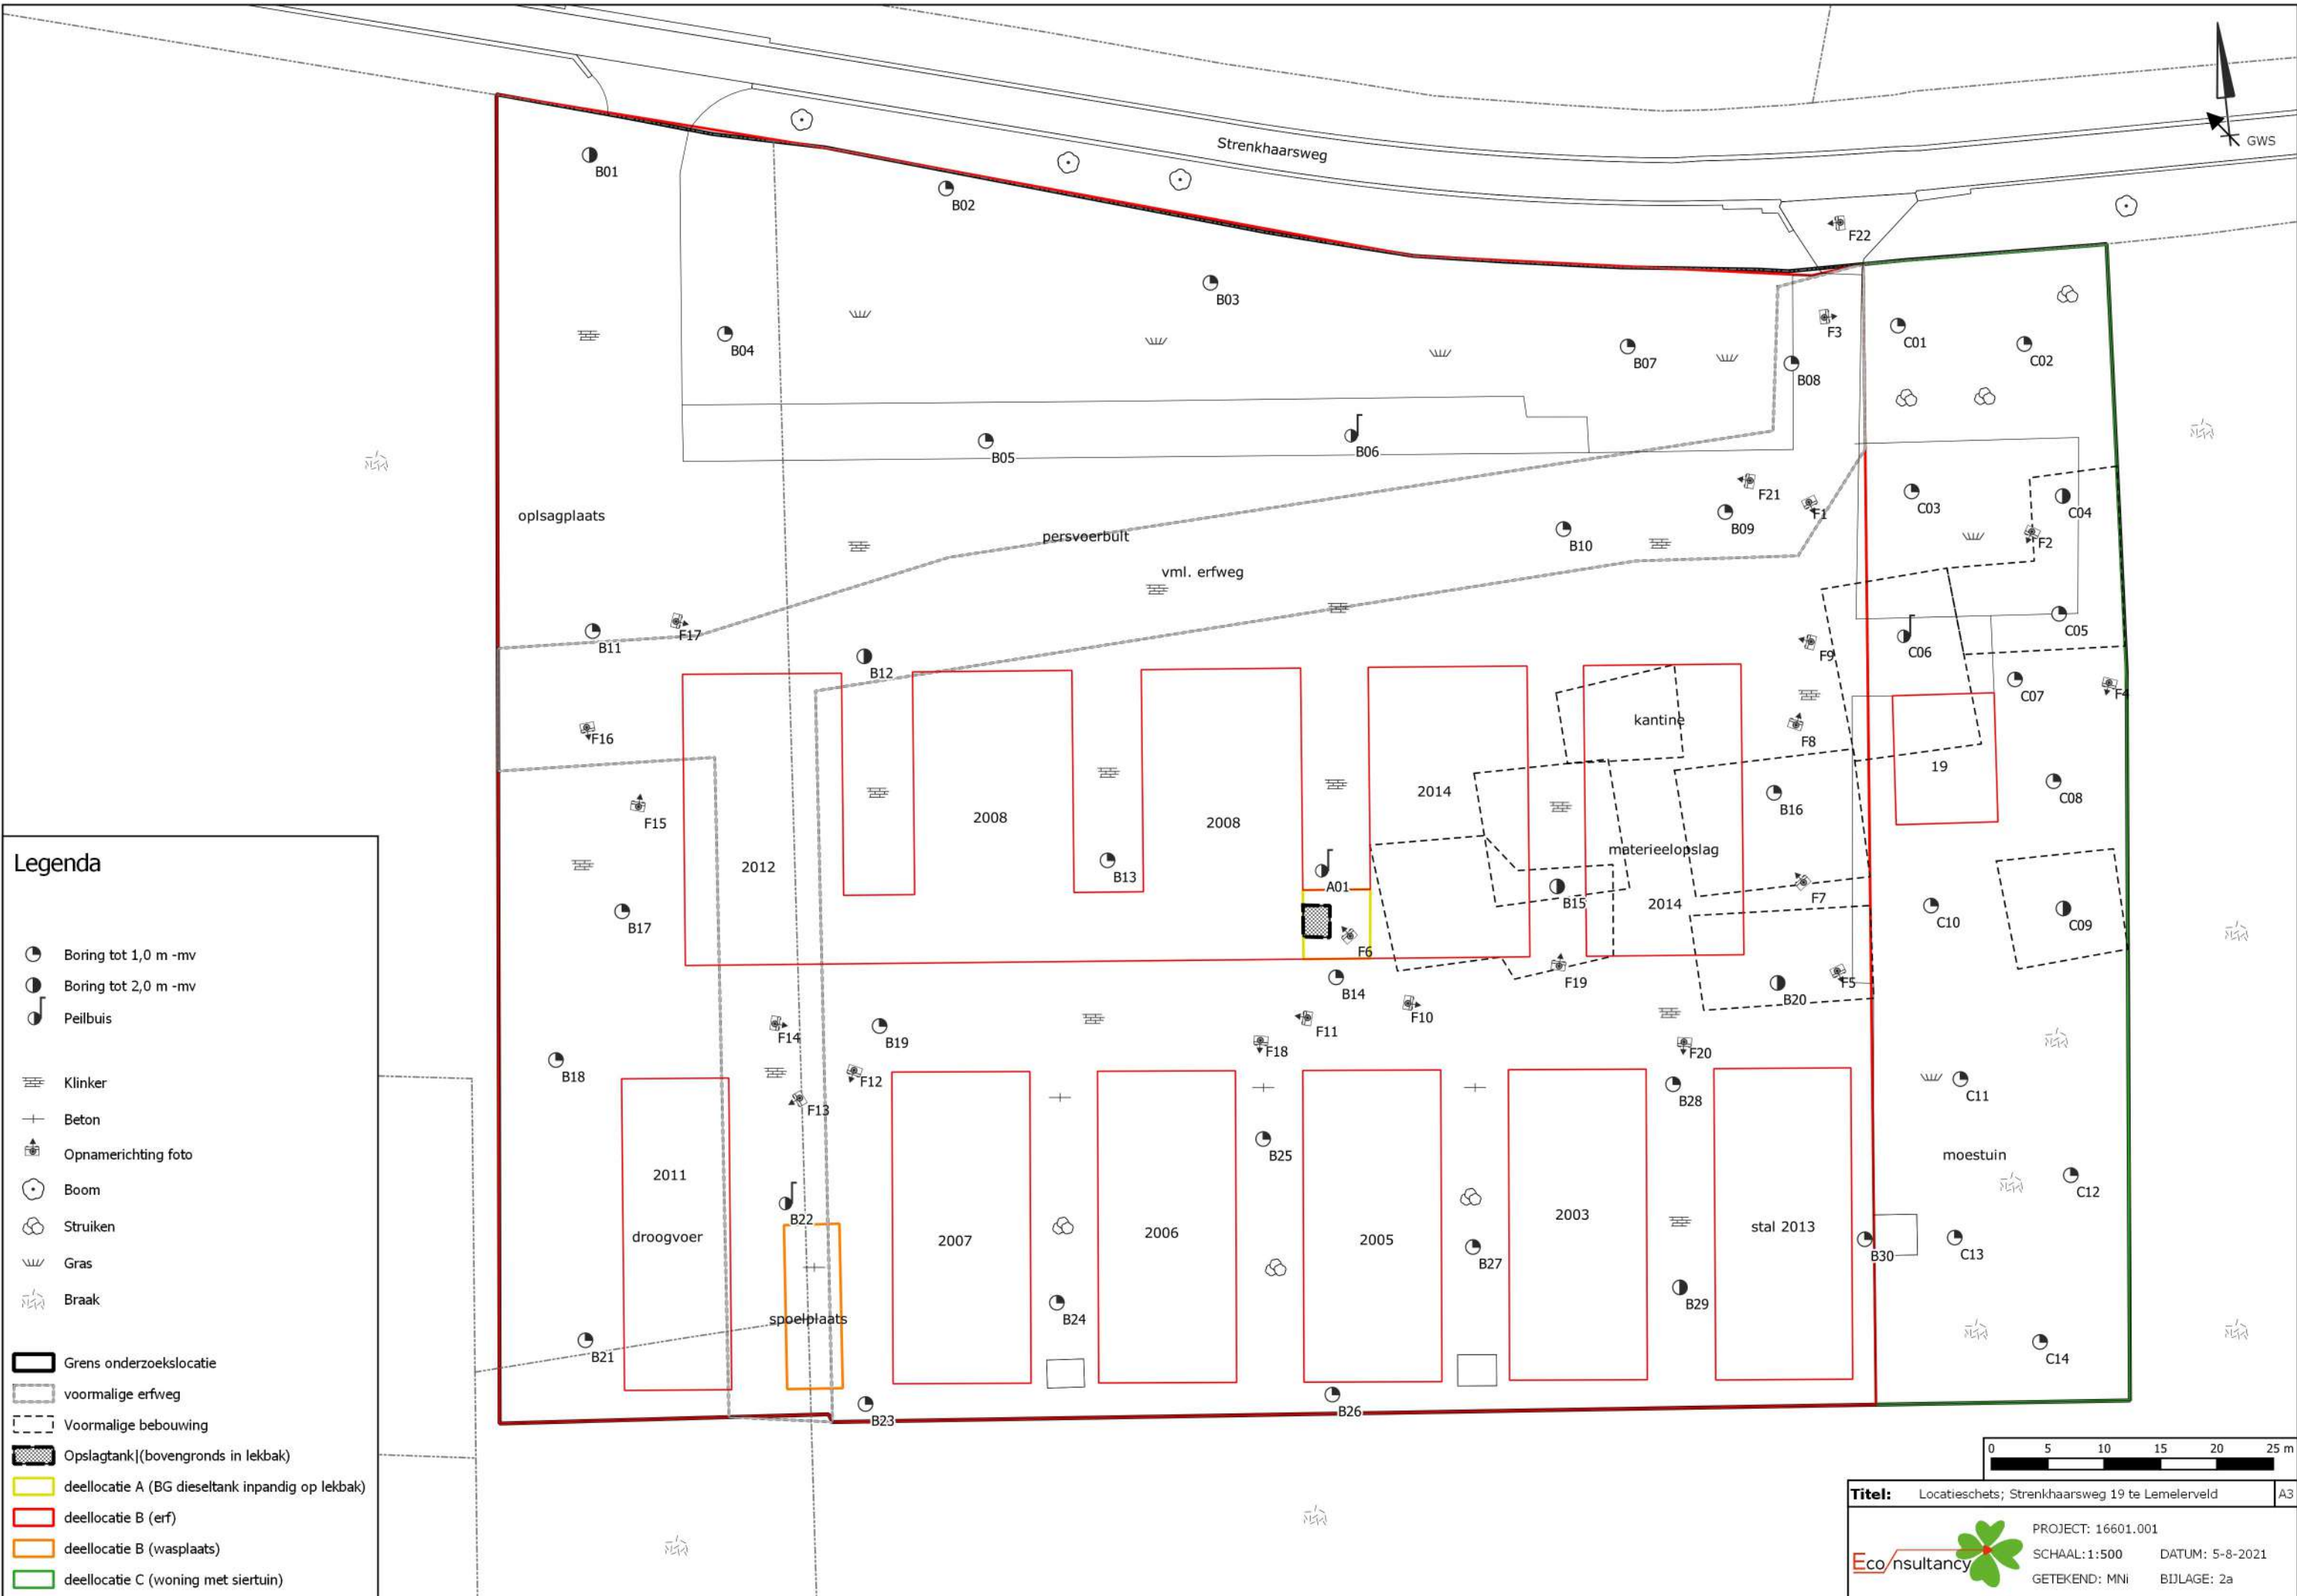 Strenkhaarsweg
GWS
B01
B02
F22
B03
F3
C01
C02
B04
B07
B08
B05
B06
oplsagplaats
persvoerbult
vml. erfweg
F21
F1
B09
B10
C03
C04
F2
B11
F17
B12
F9
C06
C05
C07
F4
F16
kantine
F8
19
F15
2008
2008
2014
B16
C08
2012
B13
A01
materieelopslag
B17
B15
2014
F7
C10
C09
F6
B14
F19
B20
F5
F14
B19
F18
F11
F10
F20
B18
F12
F13
B28
C11
B25
moestuin
2011
B22
C12
droogvoer
2007
2006
2005
2003
stal 2013
B27
B30
C13
B24
B29
spoelplaats
B21
C14
B23
B26
Legenda
Boring tot 1,0 m -mv
Boring tot 2,0 m -mv
Peilbuis
Klinker
Beton
Opnamerichting foto
Boom
Struiken
Gras
Braak
Grens onderzoekslocatie
voormalige erfweg
Voormalige bebouwing
Opslagtank|(bovengronds in lekbak)
deellocatie A (BG dieseltank inpandig op lekbak)
deellocatie B (erf)
deellocatie B (wasplaats)
deellocatie C (woning met siertuin)
0 5 10 15 20 25 m
Titel: Locatieschets; Strenkhaarsweg 19 te Lemelerveld A3
Eco/nsultancy
PROJECT: 16601.001
SCHAAL:1:500 DATUM: 5-8-2021
GETEKEND: MNi BIJLAGE: 2a